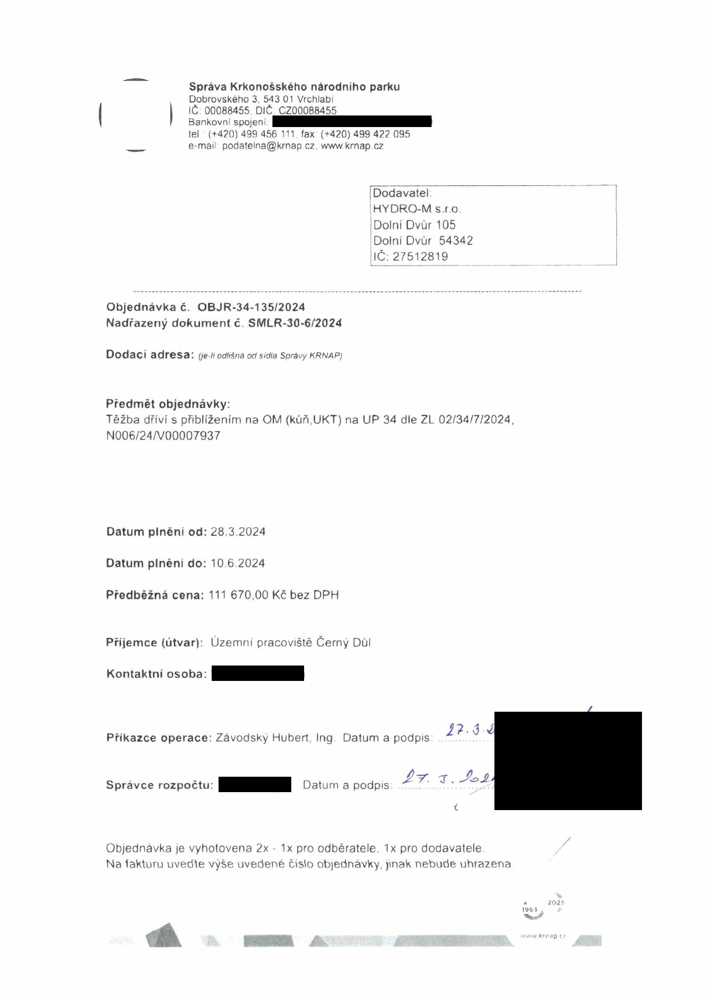 Správa Krkonošského národního parku
Dobrovského 3, 543 01 Vrchlabí
IČ: 00088455, DIČ: CZ00088455
Bankovní spojení:
tel.: (+420) 499 456 111, fax: (+420) 499 422 095
e-mail: podatelna@krnap.cz, www.krnap.cz
Dodavatel:
HYDRO-M s.r.o.
Dolní Dvůr 105
Dolní Dvůr 54342
IČ: 27512819
Objednávka č. OBJR-34-135/2024
Nadřazený dokument č. SMLR-30-6/2024
Dodací adresa: (je-li odlišná od sídla Správy KRNAP)
Předmět objednávky:
Těžba dříví s přiblížením na OM (kůň,UKT) na UP 34 dle ZL 02/34/7/2024,
N006/24/V00007937
Datum plnění od: 28.3.2024
Datum plnění do: 10.6.2024
Předběžná cena: 111 670,00 Kč bez DPH
Příjemce (útvar): Územní pracoviště Černý Důl
Kontaktní osoba:
Příkazce operace: Závodský Hubert, Ing. Datum a podpis: 27.3.2
Správce rozpočtu: Datum a podpis: 27. 3. 202
Objednávka je vyhotovena 2x - 1x pro odběratele, 1x pro dodavatele.
Na fakturu uveďte výše uvedené číslo objednávky, jinak nebude uhrazena
1963 2023
www.krnap.cz